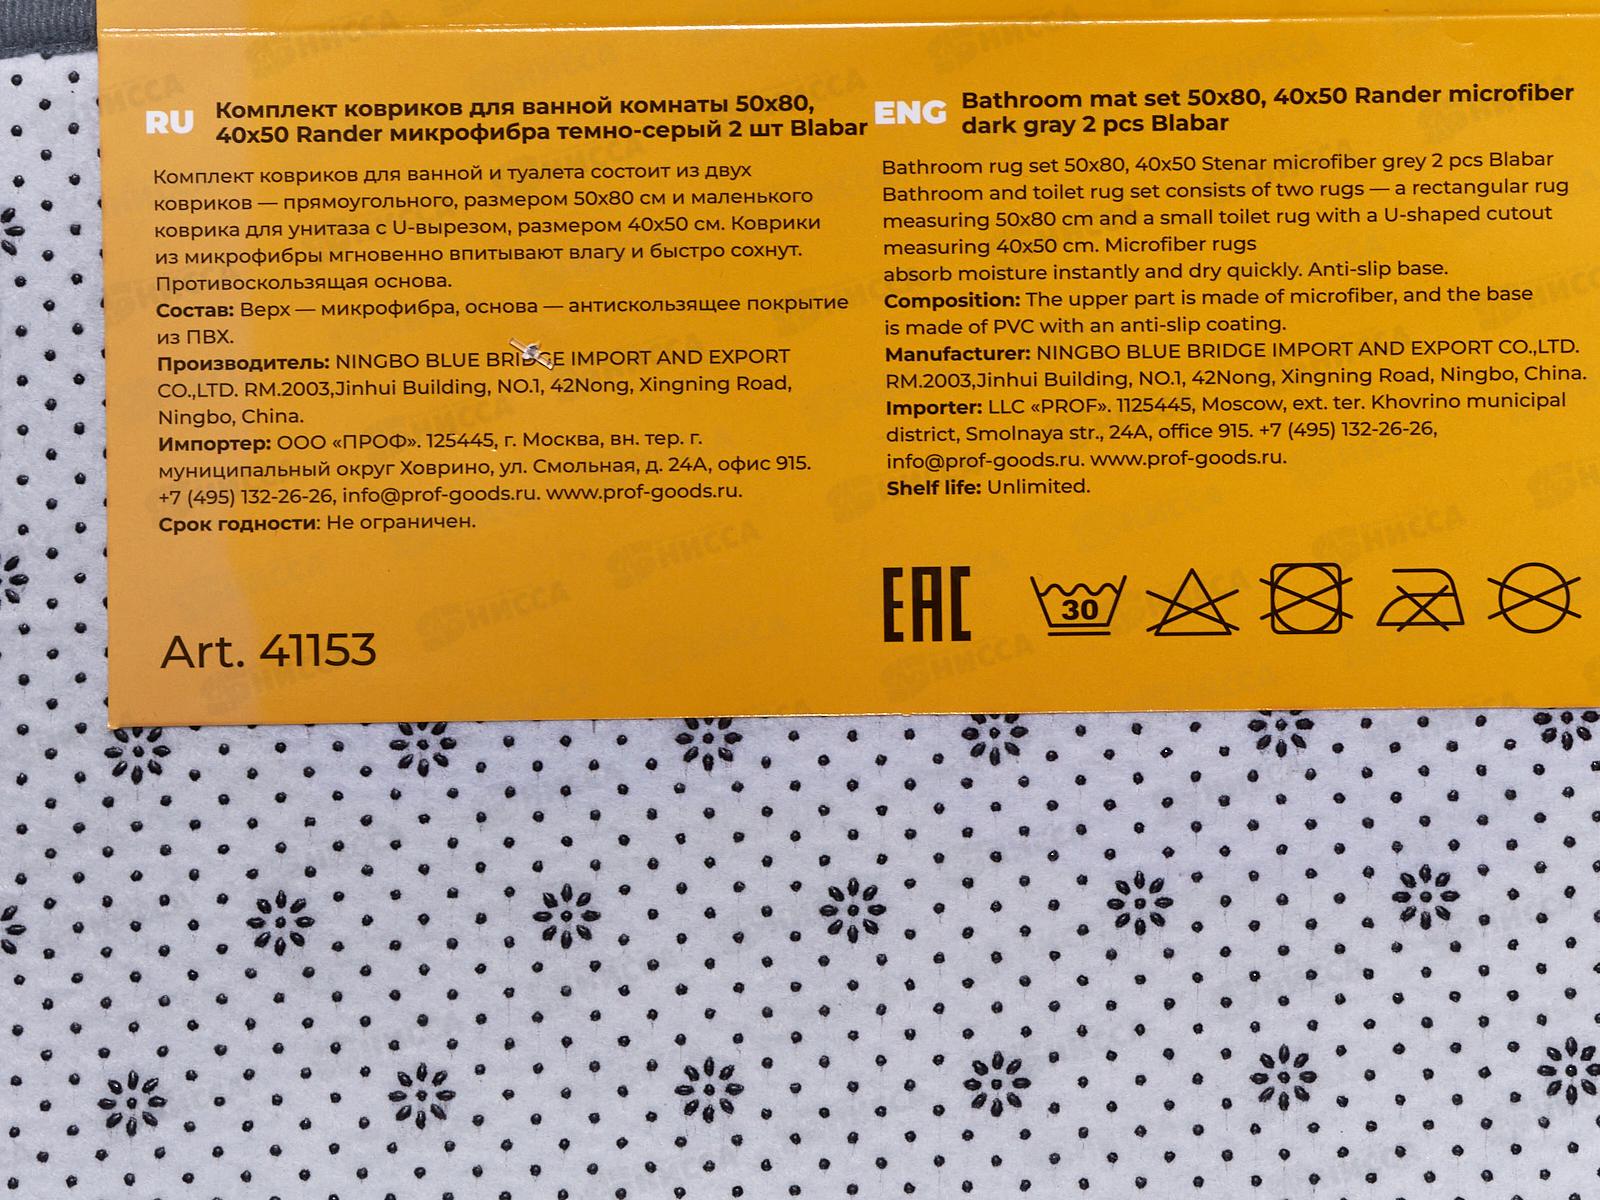 RU
Комплект ковриков для ванной комнаты 50х80,
40х50 Rander микрофибра темно-серый 2 шт Blabar
Комплект ковриков для ванной и туалета состоит из двух
ковриков — прямоугольного, размером 50х80 см и маленького
коврика для унитаза с U-вырезом, размером 40х50 см. Коврики
из микрофибры мгновенно впитывают влагу и быстро сохнут.
Противоскользящая основа.
Состав: Верх — микрофибра, основа — антискользящее покрытие
из ПВХ.
Производитель: NINGBO BLUE BRIDGE IMPORT AND EXPORT
CO.,LTD. RM.2003,Jinhui Building, NO.1, 42Nong, Xingning Road,
Ningbo, China.
Импортер: ООО «ПРОФ». 125445, г. Москва, вн. тер. г.
муниципальный округ Ховрино, ул. Смольная, д. 24А, офис 915.
+7 (495) 132-26-26, info@prof-goods.ru. www.prof-goods.ru.
Срок годности: Не ограничен.
Art. 41153
ENG
Bathroom mat set 50x80, 40x50 Rander microfiber
dark gray 2 pcs Blabar
Bathroom rug set 50x80, 40x50 Stenar microfiber grey 2 pcs Blabar
Bathroom and toilet rug set consists of two rugs — a rectangular rug
measuring 50x80 cm and a small toilet rug with a U-shaped cutout
measuring 40x50 cm. Microfiber rugs
absorb moisture instantly and dry quickly. Anti-slip base.
Composition: The upper part is made of microfiber, and the base
is made of PVC with an anti-slip coating.
Manufacturer: NINGBO BLUE BRIDGE IMPORT AND EXPORT CO.,LTD.
RM.2003,Jinhui Building, NO.1, 42Nong, Xingning Road, Ningbo, China.
Importer: LLC «PROF». 1125445, Moscow, ext. ter. Khovrino municipal
district, Smolnaya str., 24A, office 915. +7 (495) 132-26-26,
info@prof-goods.ru. www.prof-goods.ru.
Shelf life: Unlimited.
EAC
30